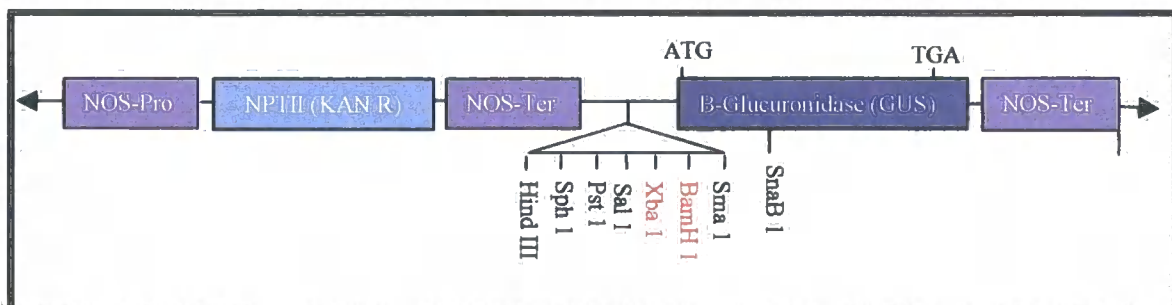 ATG
TGA
NOS-Pro
NPTII (KAN R)
NOS-Ter
B-Glucuronidase (GUS)
NOS-Ter
Hind III
Sph 1
Pst 1
Sal 1
Xba 1
BamH 1
Sma 1
SnaB 1